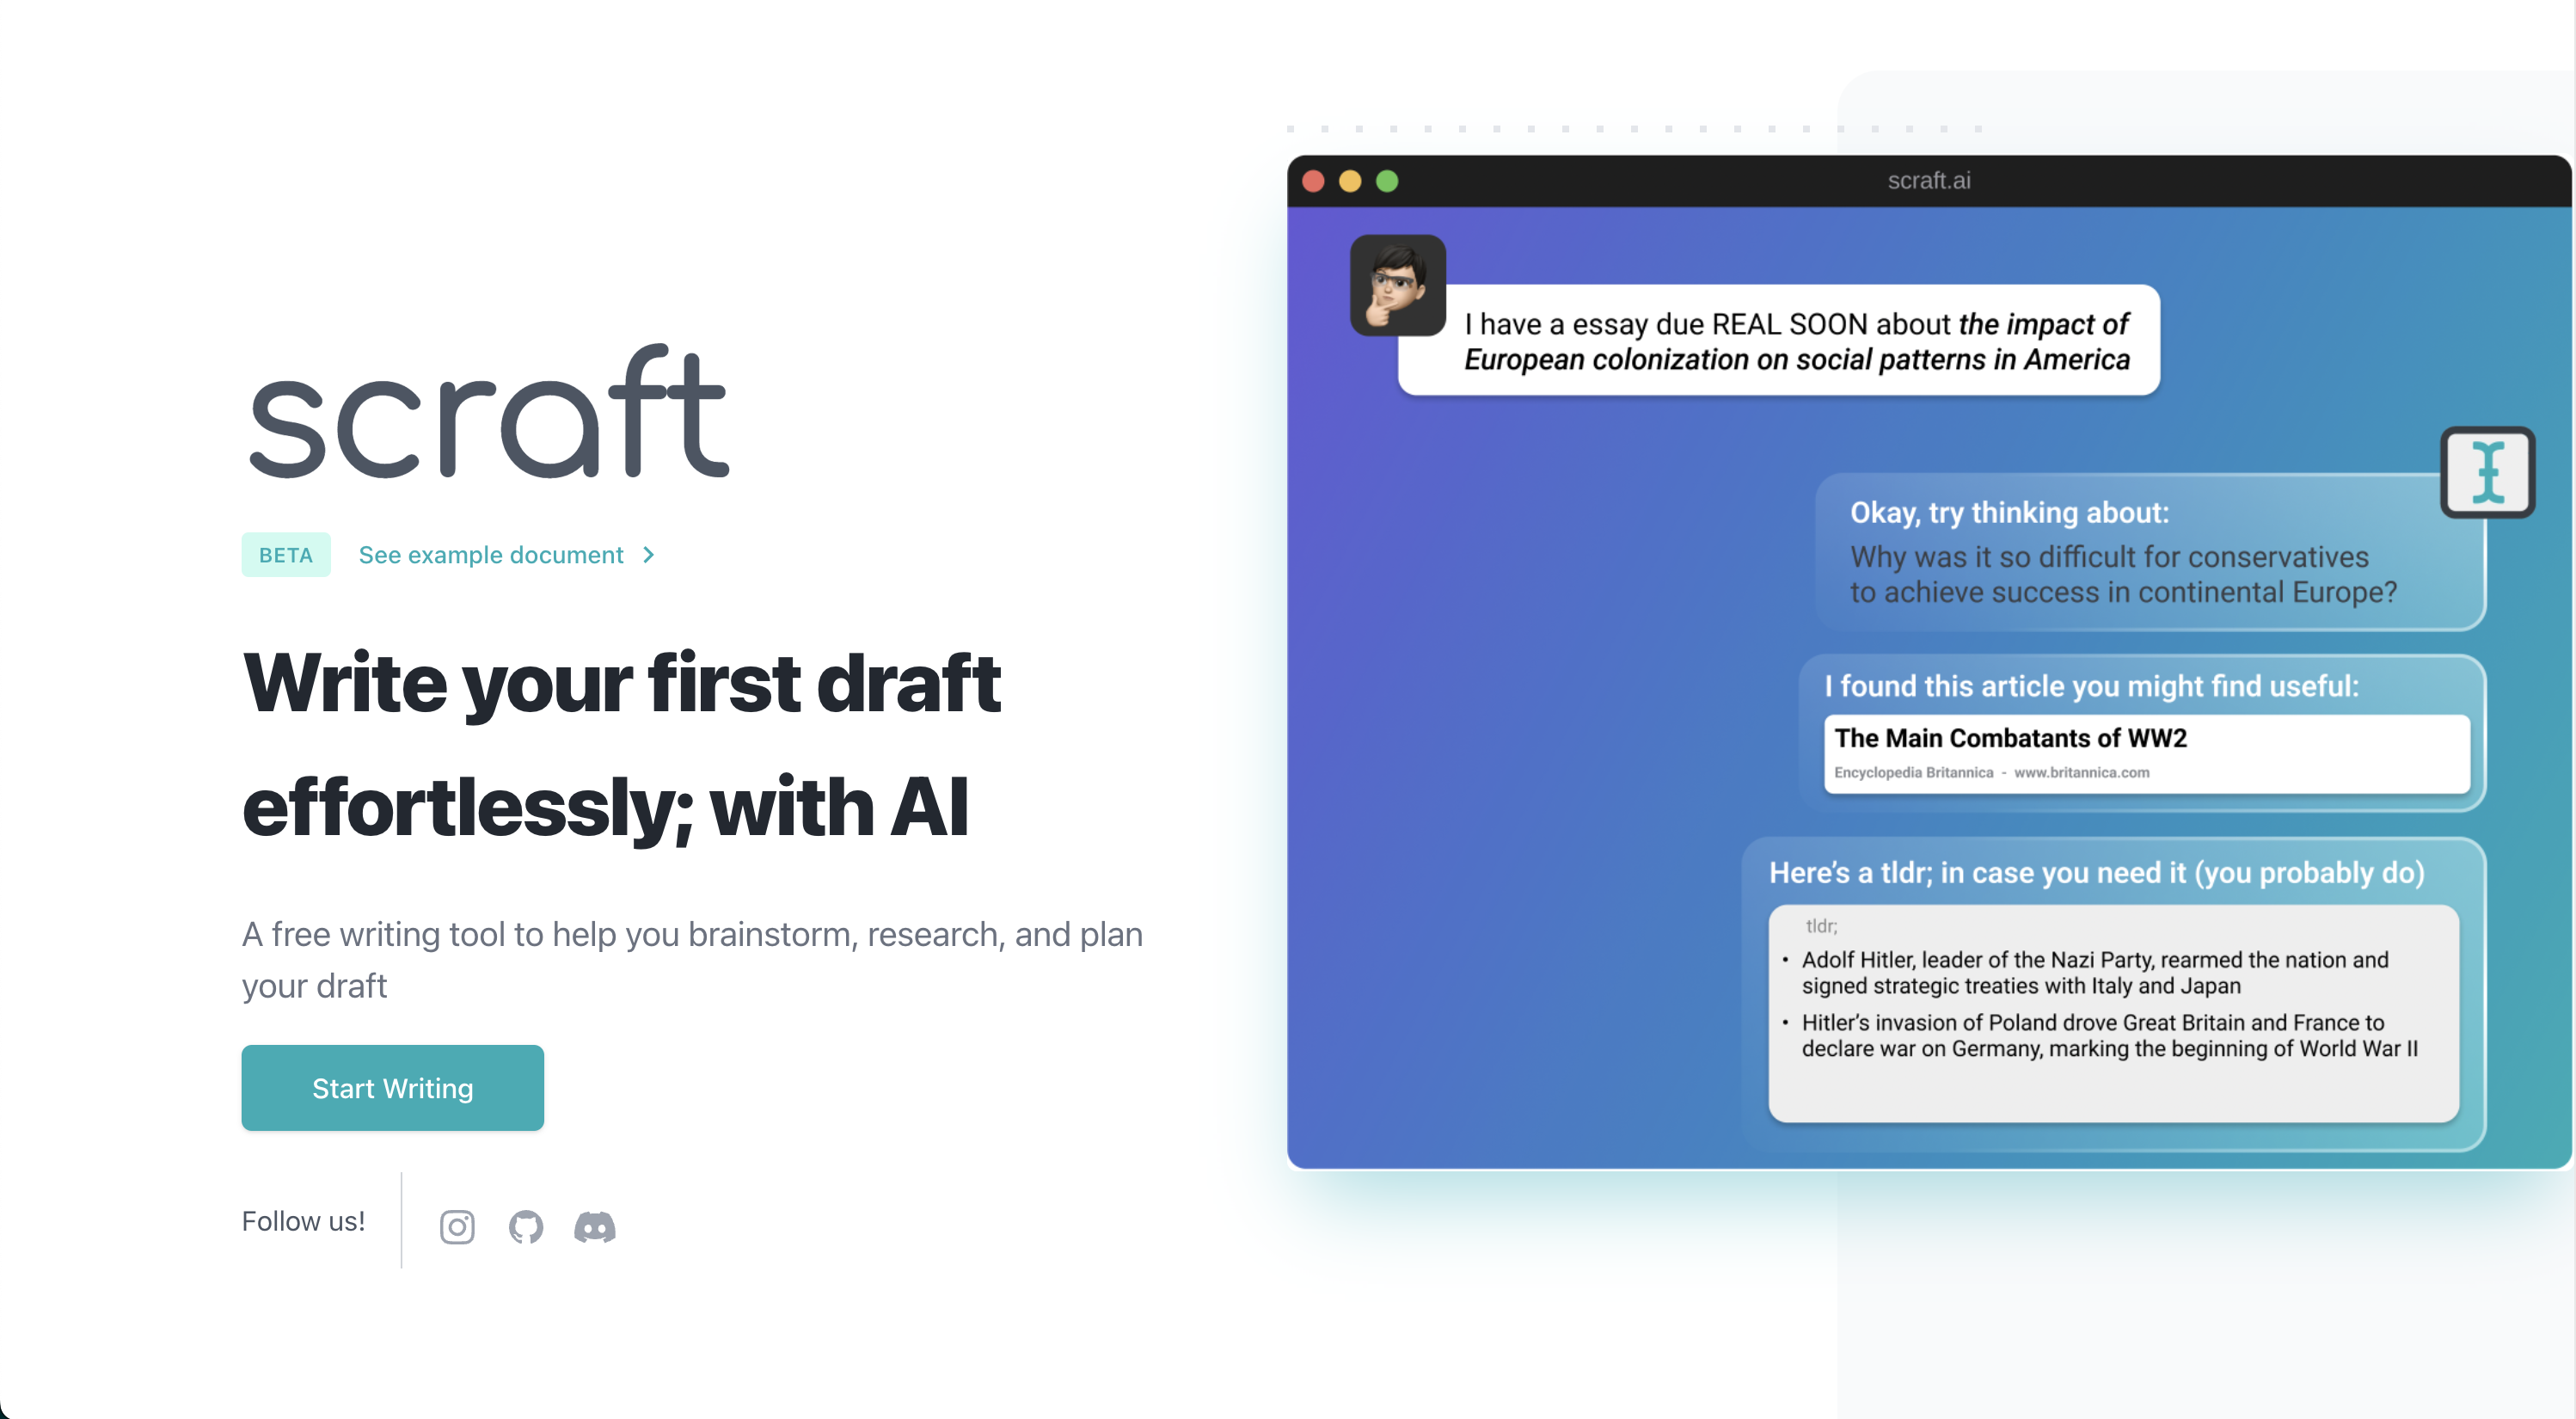 scraft
BETA
See example document
Write your first draft
effortlessly; with AI
A free writing tool to help you brainstorm, research, and plan
your draft
Start Writing
Follow us!
scraft.ai
I have a essay due REAL SOON about the impact of
European colonization on social patterns in America
Okay, try thinking about:
Why was it so difficult for conservatives
to achieve success in continental Europe?
I found this article you might find useful:
The Main Combatants of WW2
Encyclopedia Britannica - www.britannica.com
Here’s a tldr; in case you need it (you probably do)
tldr;
• Adolf Hitler, leader of the Nazi Party, rearmed the nation and
signed strategic treaties with Italy and Japan
• Hitler’s invasion of Poland drove Great Britain and France to
declare war on Germany, marking the beginning of World War II